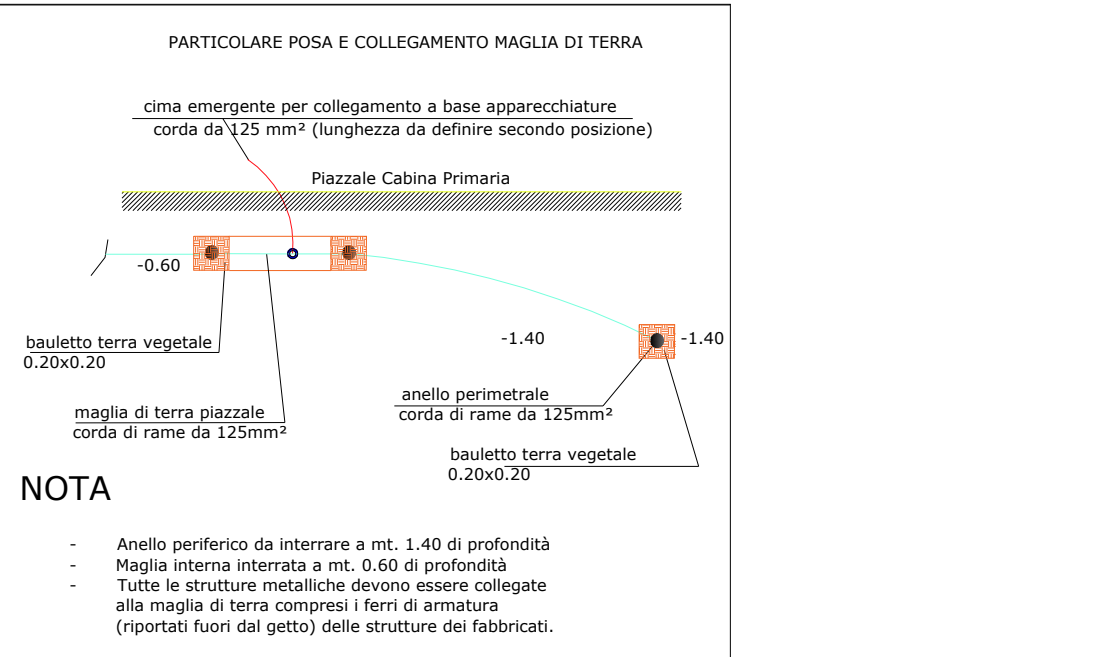 PARTICOLARE POSA E COLLEGAMENTO MAGLIA DI TERRA
cima emergente per collegamento a base apparecchiature
corda da 125 mm² (lunghezza da definire secondo posizione)
Piazzale Cabina Primaria
-0.60
bauletto terra vegetale
0.20x0.20
-1.40
-1.40
maglia di terra piazzale
corda di rame da 125mm²
anello perimetrale
corda di rame da 125mm²
bauletto terra vegetale
0.20x0.20
NOTA
- Anello periferico da interrare a mt. 1.40 di profondità
- Maglia interna interrata a mt. 0.60 di profondità
- Tutte le strutture metalliche devono essere collegate
alla maglia di terra compresi i ferri di armatura
(riportati fuori dal getto) delle strutture dei fabbricati.